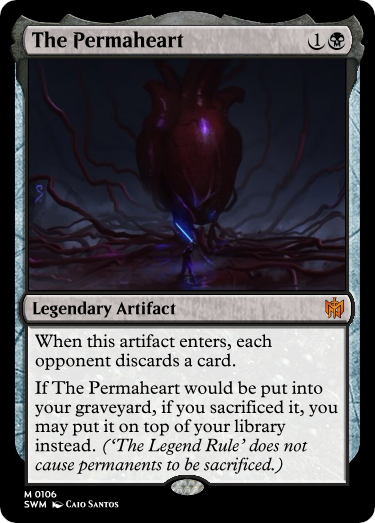 The Permaheart 1
Legendary Artifact
When this artifact enters, each
opponent discards a card.
If The Permaheart would be put into
your graveyard, if you sacrificed it, you
may put it on top of your library
instead. (‘The Legend Rule’ does not
cause permanents to be sacrificed.)
M 0106
SWM Caio Santos